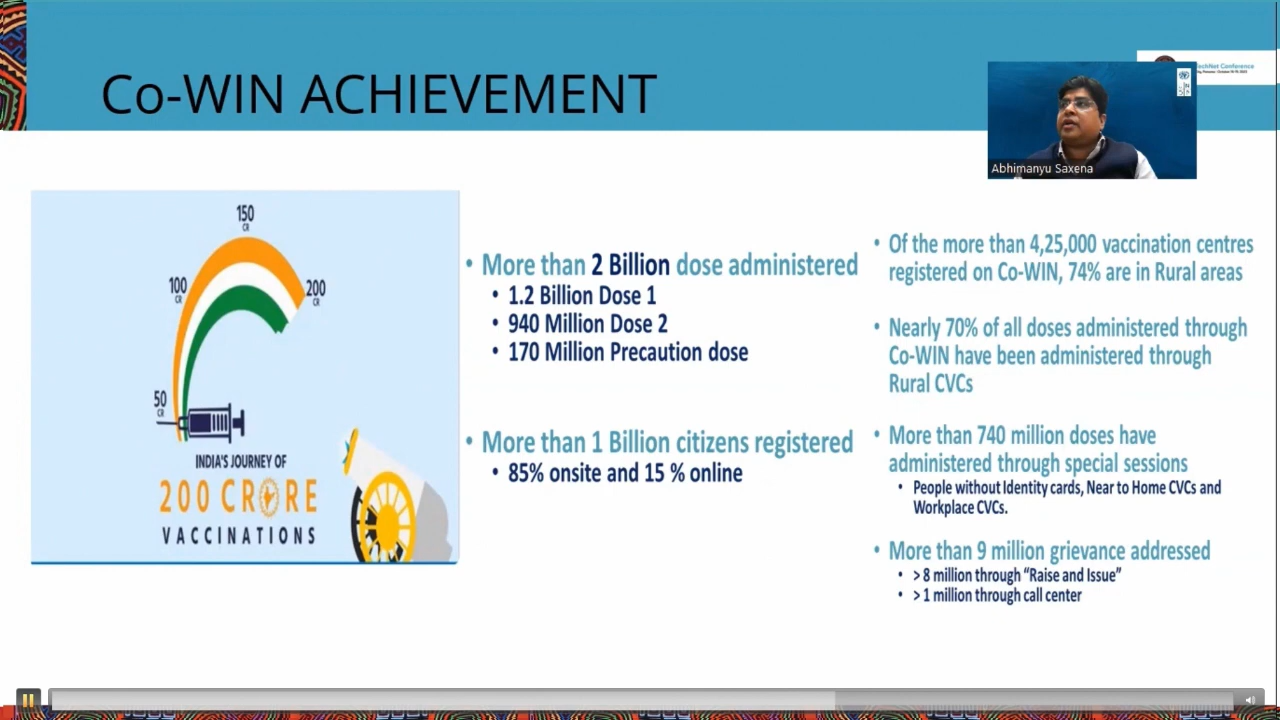 Co-WIN ACHIEVEMENT
TechNet Conference
Abhimanyu Saxena
150
CR
100
CR
200
CR
50
CR
INDIA'S JOURNEY OF
200 CRORE
VACCINATIONS
• More than 2 Billion dose administered
• 1.2 Billion Dose 1
• 940 Million Dose 2
• 170 Million Precaution dose
• More than 1 Billion citizens registered
• 85% onsite and 15 % online
• Of the more than 4,25,000 vaccination centres
registered on Co-WIN, 74% are in Rural areas
• Nearly 70% of all doses administered through
Co-WIN have been administered through
Rural CVCs
• More than 740 million doses have
administered through special sessions
• People without Identity cards, Near to Home CVCs and
Workplace CVCs.
• More than 9 million grievance addressed
• > 8 million through “Raise and Issue”
• > 1 million through call center